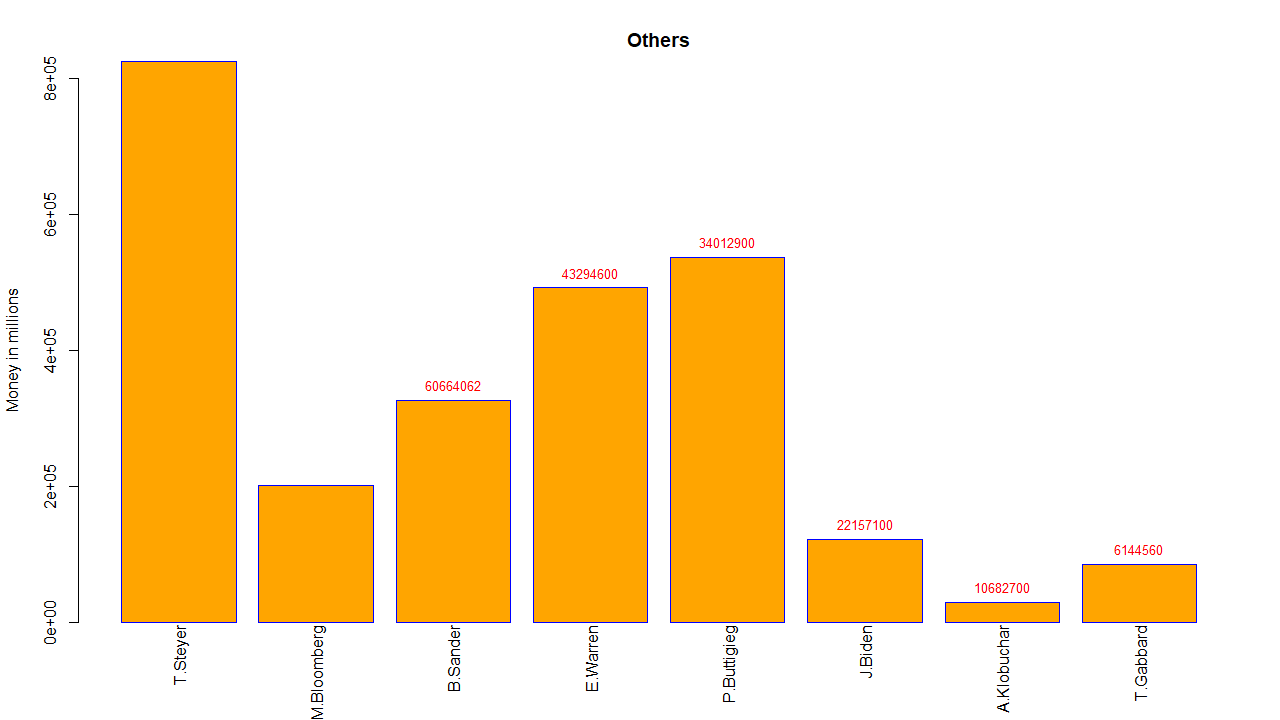 Others
Money in millions
8e+05
6e+05
4e+05
2e+05
0e+00
34012900
43294600
60664062
22157100
6144560
10682700
T.Steyer
M.Bloomberg
B.Sander
E.Warren
P.Buttigieg
J.Biden
A.Klobuchar
T.Gabbard